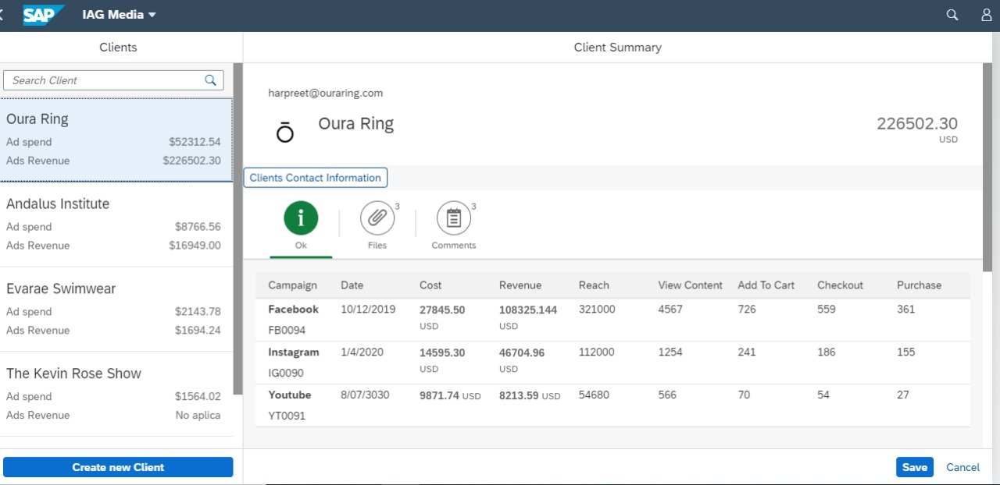 SAP IAG Media
Clients
Search Client
Oura Ring
Ad spend $52312.54
Ads Revenue $226502.30
Andalus Institute
Ad spend $8766.56
Ads Revenue $16949.00
Evarae Swimwear
Ad spend $2143.78
Ads Revenue $1694.24
The Kevin Rose Show
Ad spend $1564.02
Ads Revenue No aplica
Create new Client
Client Summary
harpreet@ouraring.com
Oura Ring 226502.30
USD
Clients Contact Information
3 3
Ok Files Comments
Campaign Date Cost Revenue Reach View Content Add To Cart Checkout Purchase
Facebook 10/12/2019 27845.50 108325.144 321000 4567 726 559 361
USD USD
FB0094
Instagram 1/4/2020 14595.30 46704.96 112000 1254 241 186 155
USD USD
IG0090
Youtube 8/07/3030 9871.74 USD 8213.59 USD 54680 566 70 54 27
YT0091
Save Cancel